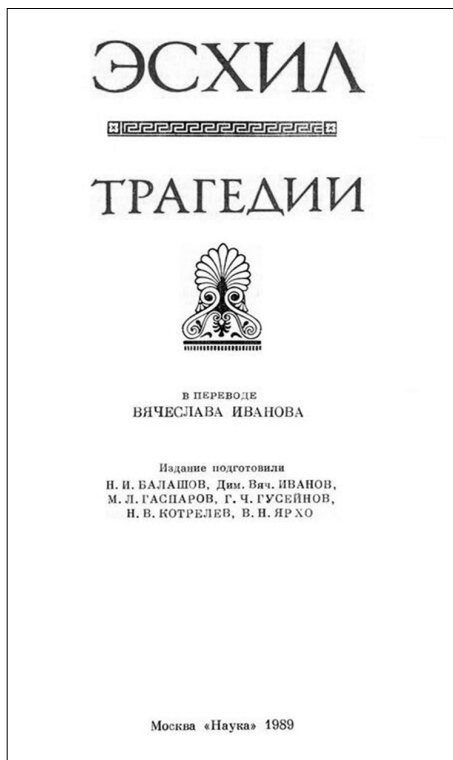 ЭСХИЛ
ТРАГЕДИИ
В ПЕРЕВОДЕ
ВЯЧЕСЛАВА ИВАНОВА
Издание подготовили
Н. И. БАЛАШОВ, Дим. Вяч. ИВАНОВ,
М. Л. ГАСПАРОВ, Г. Ч. ГУСЕЙНОВ,
Н. В. КОТРЕЛЕВ, В. Н. ЯРХО
Москва «Наука» 1989